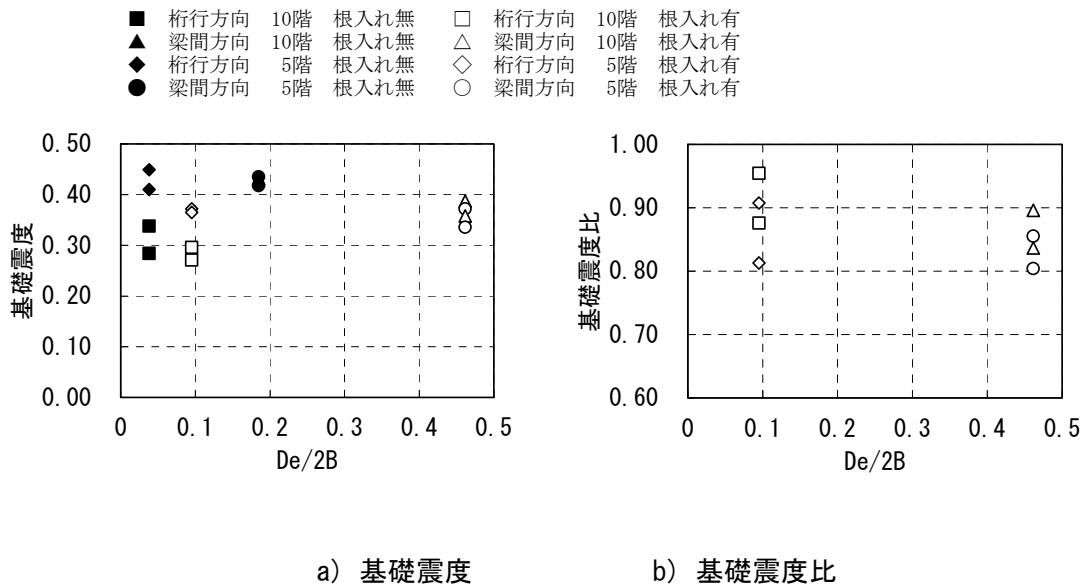 ■ 桁行方向 10階 根入れ無 □ 桁行方向 10階 根入れ有
▲ 梁間方向 10階 根入れ無 △ 梁間方向 10階 根入れ有
◆ 桁行方向 5階 根入れ無 ◇ 桁行方向 5階 根入れ有
● 梁間方向 5階 根入れ無 ○ 梁間方向 5階 根入れ有
基礎震度
0.50
0.40
0.30
0.20
0.10
0.00
0 0.1 0.2 0.3 0.4 0.5
De/2B
基礎震度比
1.00
0.90
0.80
0.70
0.60
0 0.1 0.2 0.3 0.4 0.5
De/2B
a) 基礎震度 b) 基礎震度比